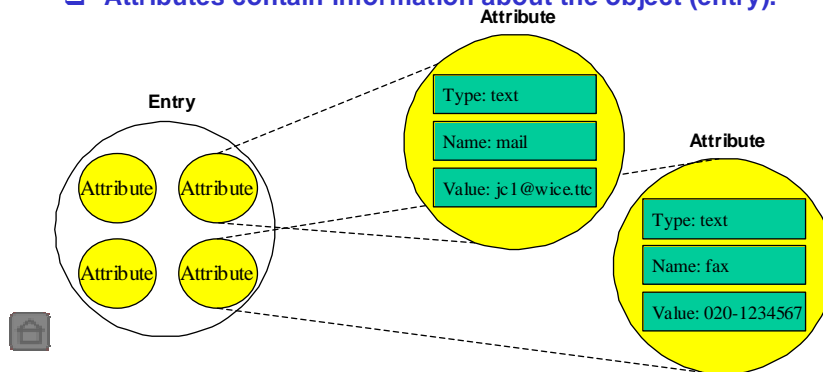 Attributes contain information about the object (entry).
Attribute
Type: text
Name: mail
Value: jc1@wice.ttc
Entry
Attribute Attribute
Attribute Attribute
Attribute
Type: text
Name: fax
Value: 020-1234567